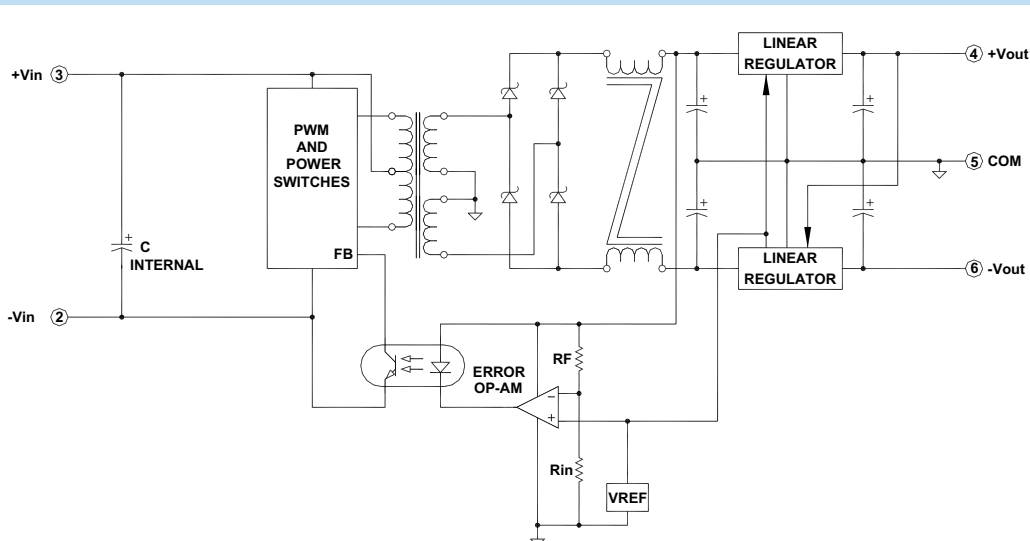 LINEAR
REGULATOR
4 +Vout
+Vin 3
PWM
AND
POWER
SWITCHES
5 COM
+
C
INTERNAL
FB
LINEAR
REGULATOR
6 -Vout
-Vin 2
RF
ERROR
OP-AM
Rin
VREF